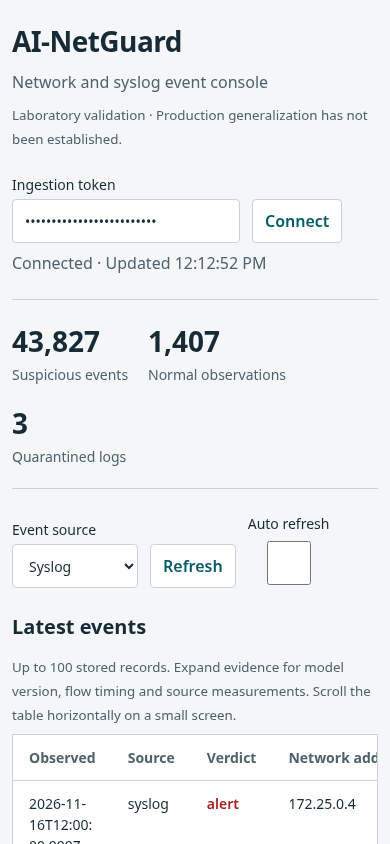 AI-NetGuard
Network and syslog event console
Laboratory validation · Production generalization has not
been established.
Ingestion token
••••••••••••••••••••••••
Connect
Connected · Updated 12:12:52 PM
43,827
Suspicious events
1,407
Normal observations
3
Quarantined logs
Event source
Syslog
Refresh
Auto refresh
Latest events
Up to 100 stored records. Expand evidence for model
version, flow timing and source measurements. Scroll the
table horizontally on a small screen.
Observed Source Verdict Network add
2026-11- syslog alert 172.25.0.4
16T12:00: